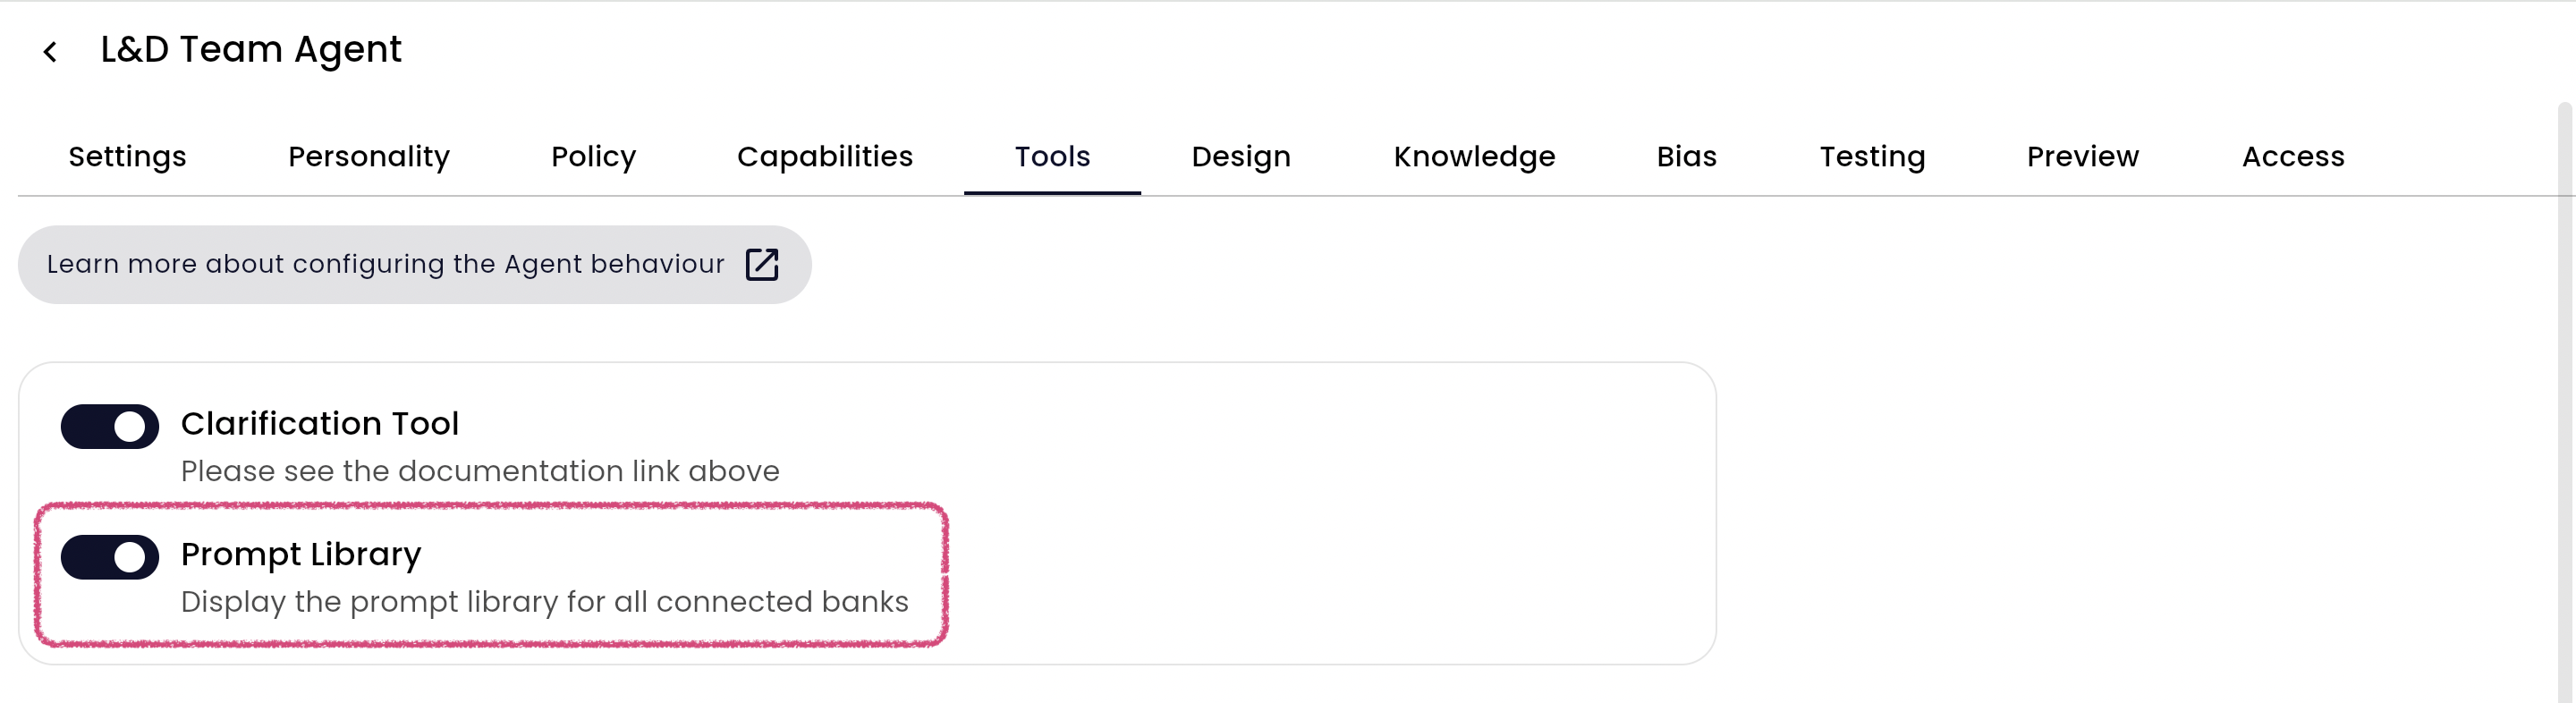 L&D Team Agent
Settings Personality Policy Capabilities Tools Design Knowledge Bias Testing Preview Access
Learn more about configuring the Agent behaviour
Clarification Tool
Please see the documentation link above
Prompt Library
Display the prompt library for all connected banks